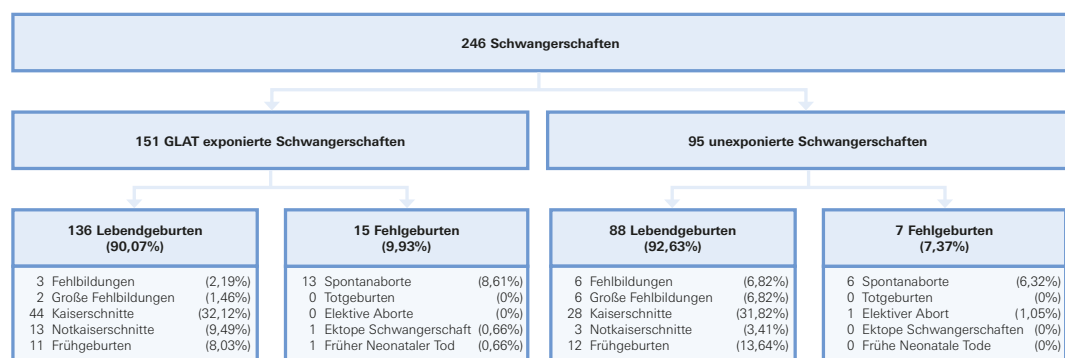 246 Schwangerschaften
151 GLAT exponierte Schwangerschaften
95 unexponierte Schwangerschaften
136 Lebendgeburten
(90,07%)
3 Fehlbildungen (2,19%)
2 Große Fehlbildungen (1,46%)
44 Kaiserschnitte (32,12%)
13 Notkaiserschnitte (9,49%)
11 Frühgeburten (8,03%)
15 Fehlgeburten
(9,93%)
13 Spontanaborte (8,61%)
0 Totgeburten (0%)
0 Elektive Aborte (0%)
1 Ektope Schwangerschaft (0,66%)
1 Früher Neonataler Tod (0,66%)
88 Lebendgeburten
(92,63%)
6 Fehlbildungen (6,82%)
6 Große Fehlbildungen (6,82%)
28 Kaiserschnitte (31,82%)
3 Notkaiserschnitte (3,41%)
12 Frühgeburten (13,64%)
7 Fehlgeburten
(7,37%)
6 Spontanaborte (6,32%)
0 Totgeburten (0%)
1 Elektiver Abort (1,05%)
0 Ektope Schwangerschaften (0%)
0 Frühe Neonatale Tode (0%)